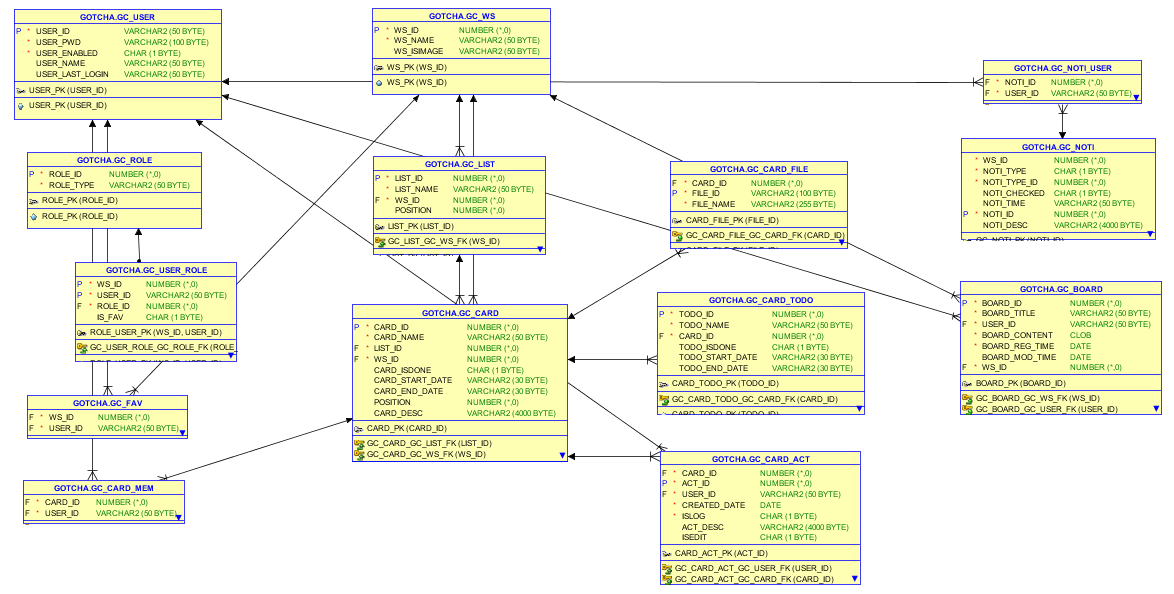 GOTCHA.GC_USER
P * USER_ID VARCHAR2 (50 BYTE)
* USER_PWD VARCHAR2 (100 BYTE)
* USER_ENABLED CHAR (1 BYTE)
USER_NAME VARCHAR2 (50 BYTE)
USER_LAST_LOGIN VARCHAR2 (50 BYTE)
USER_PK (USER_ID)
USER_PK (USER_ID)
GOTCHA.GC_WS
P * WS_ID NUMBER (*,0)
* WS_NAME VARCHAR2 (50 BYTE)
WS_ISIMAGE VARCHAR2 (50 BYTE)
WS_PK (WS_ID)
WS_PK (WS_ID)
GOTCHA.GC_NOTI_USER
F * NOTI_ID NUMBER (*,0)
F * USER_ID VARCHAR2 (50 BYTE)
GOTCHA.GC_ROLE
P * ROLE_ID NUMBER (*,0)
* ROLE_TYPE VARCHAR2 (50 BYTE)
ROLE_PK (ROLE_ID)
ROLE_PK (ROLE_ID)
GOTCHA.GC_LIST
P * LIST_ID NUMBER (*,0)
* LIST_NAME VARCHAR2 (50 BYTE)
F * WS_ID NUMBER (*,0)
POSITION NUMBER (*,0)
LIST_PK (LIST_ID)
GC_LIST_GC_WS_FK (WS_ID)
GOTCHA.GC_CARD_FILE
F * CARD_ID NUMBER (*,0)
P * FILE_ID VARCHAR2 (100 BYTE)
* FILE_NAME VARCHAR2 (255 BYTE)
CARD_FILE_PK (FILE_ID)
GC_CARD_FILE_GC_CARD_FK (CARD_ID)
GOTCHA.GC_NOTI
* WS_ID NUMBER (*,0)
* NOTI_TYPE CHAR (1 BYTE)
* NOTI_TYPE_ID NUMBER (*,0)
NOTI_CHECKED CHAR (1 BYTE)
NOTI_TIME VARCHAR2 (50 BYTE)
P * NOTI_ID NUMBER (*,0)
NOTI_DESC VARCHAR2 (4000 BYTE)
GC_NOTI_PK (NOTI_ID)
GOTCHA.GC_USER_ROLE
P * WS_ID NUMBER (*,0)
P * USER_ID VARCHAR2 (50 BYTE)
F * ROLE_ID NUMBER (*,0)
IS_FAV CHAR (1 BYTE)
ROLE_USER_PK (WS_ID, USER_ID)
GC_USER_ROLE_GC_ROLE_FK (ROLE_
GOTCHA.GC_CARD
P * CARD_ID NUMBER (*,0)
* CARD_NAME VARCHAR2 (50 BYTE)
F * LIST_ID NUMBER (*,0)
F * WS_ID NUMBER (*,0)
CARD_ISDONE CHAR (1 BYTE)
CARD_START_DATE VARCHAR2 (30 BYTE)
CARD_END_DATE VARCHAR2 (30 BYTE)
POSITION NUMBER (*,0)
CARD_DESC VARCHAR2 (4000 BYTE)
CARD_PK (CARD_ID)
GC_CARD_GC_LIST_FK (LIST_ID)
GC_CARD_GC_WS_FK (WS_ID)
GOTCHA.GC_CARD_TODO
P * TODO_ID NUMBER (*,0)
* TODO_NAME VARCHAR2 (50 BYTE)
F * CARD_ID NUMBER (*,0)
* TODO_ISDONE CHAR (1 BYTE)
TODO_START_DATE VARCHAR2 (30 BYTE)
TODO_END_DATE VARCHAR2 (30 BYTE)
CARD_TODO_PK (TODO_ID)
GC_CARD_TODO_GC_CARD_FK (CARD_ID)
CARD_TODO_PK (TODO_ID)
GOTCHA.GC_BOARD
P * BOARD_ID NUMBER (*,0)
* BOARD_TITLE VARCHAR2 (50 BYTE)
F * USER_ID VARCHAR2 (50 BYTE)
* BOARD_CONTENT CLOB
* BOARD_REG_TIME DATE
BOARD_MOD_TIME DATE
F * WS_ID NUMBER (*,0)
BOARD_PK (BOARD_ID)
GC_BOARD_GC_WS_FK (WS_ID)
GC_BOARD_GC_USER_FK (USER_ID)
GOTCHA.GC_FAV
F * WS_ID NUMBER (*,0)
F * USER_ID VARCHAR2 (50 BYTE)
GOTCHA.GC_CARD_MEM
F * CARD_ID NUMBER (*,0)
F * USER_ID VARCHAR2 (50 BYTE)
GOTCHA.GC_CARD_ACT
F * CARD_ID NUMBER (*,0)
P * ACT_ID NUMBER (*,0)
F * USER_ID VARCHAR2 (50 BYTE)
* CREATED_DATE DATE
* ISLOG CHAR (1 BYTE)
ACT_DESC VARCHAR2 (4000 BYTE)
ISEDIT CHAR (1 BYTE)
CARD_ACT_PK (ACT_ID)
GC_CARD_ACT_GC_USER_FK (USER_ID)
GC_CARD_ACT_GC_CARD_FK (CARD_ID)